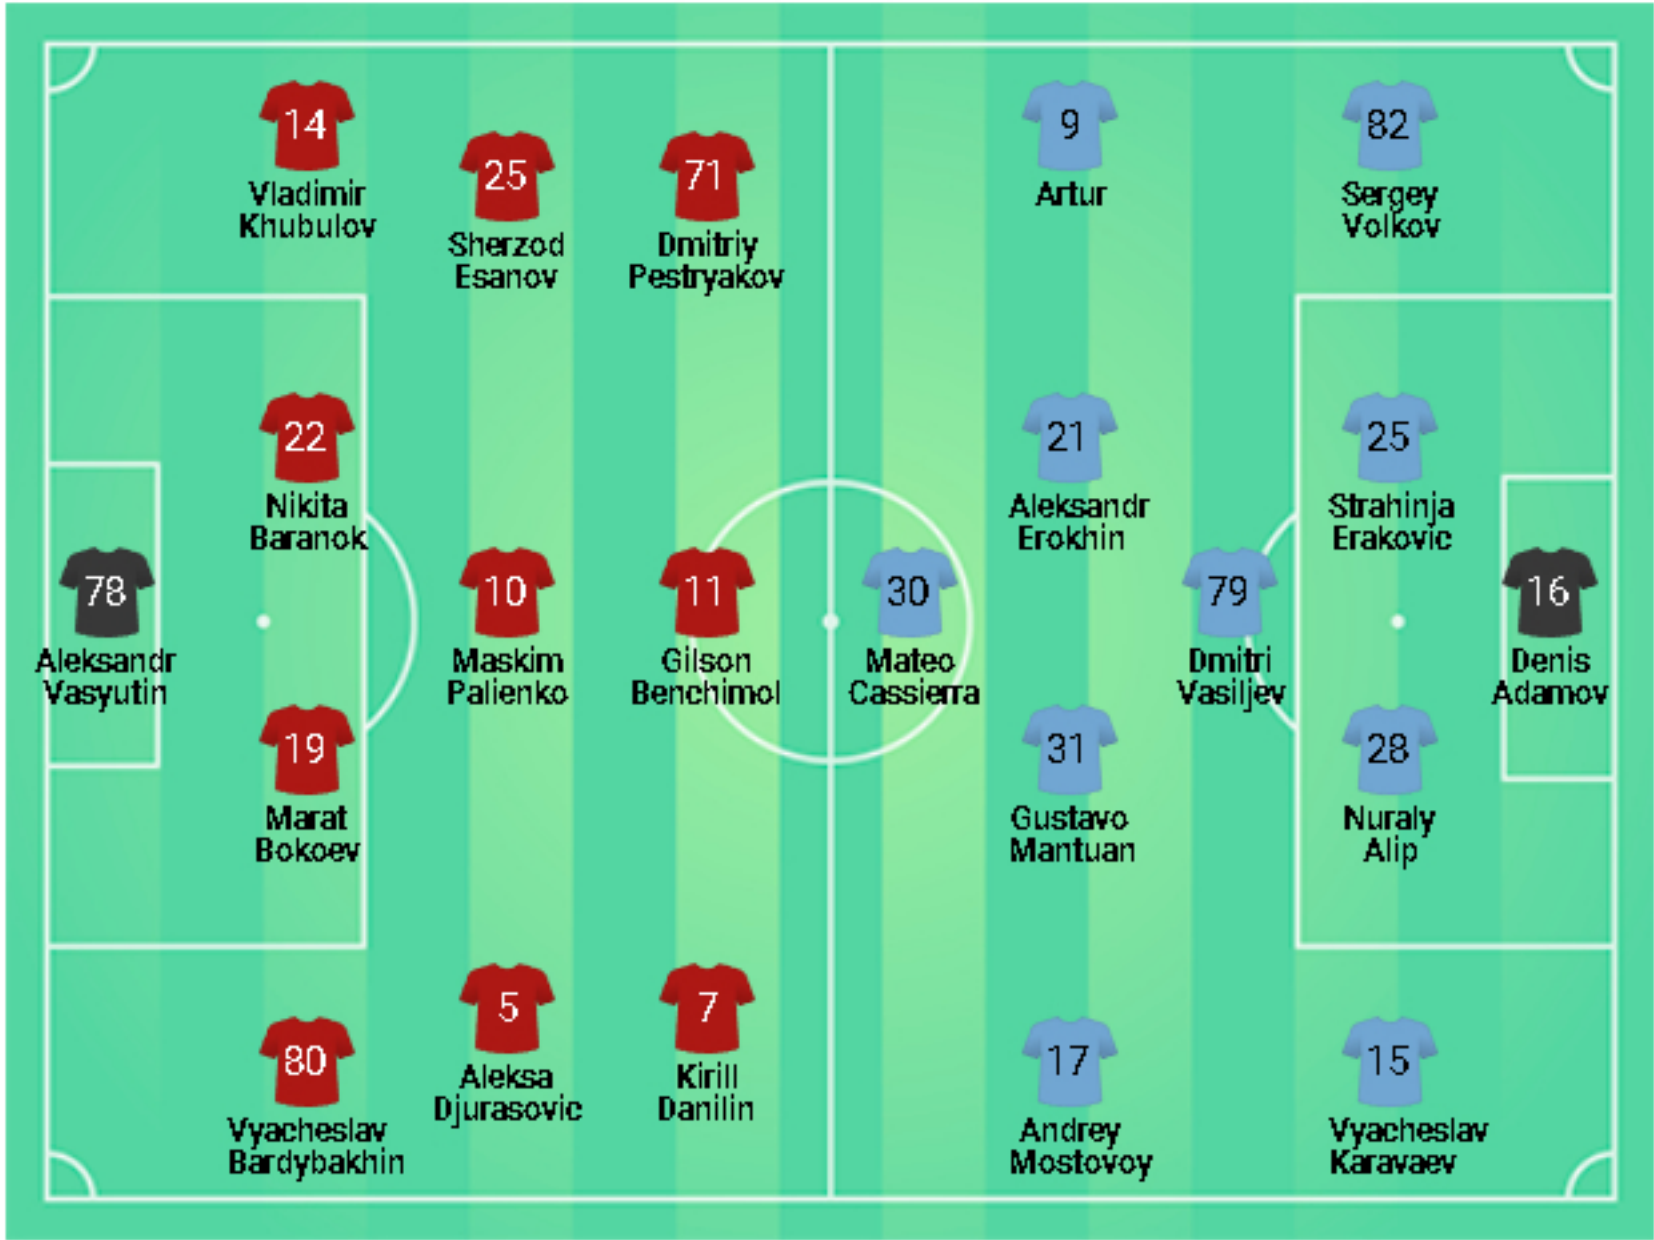 14
Vladimir
Khubulov
25
Sherzod
Esanov
71
Dmitriy
Pestryakov
9
Artur
82
Sergey
Volkov
22
Nikita
Baranok
21
Aleksandr
Erokhin
25
Strahinja
Erakovic
78
Aleksandr
Vasyutin
10
Maskim
Palienko
11
Gilson
Benchimol
30
Mateo
Cassierra
79
Dmitri
Vasiljev
16
Denis
Adamov
19
Marat
Bokoev
31
Gustavo
Mantuan
28
Nuraly
Alip
80
Vyacheslav
Bardybakhin
5
Aleksa
Djurasovic
7
Kirill
Danilin
17
Andrey
Mostovoy
15
Vyacheslav
Karavaev